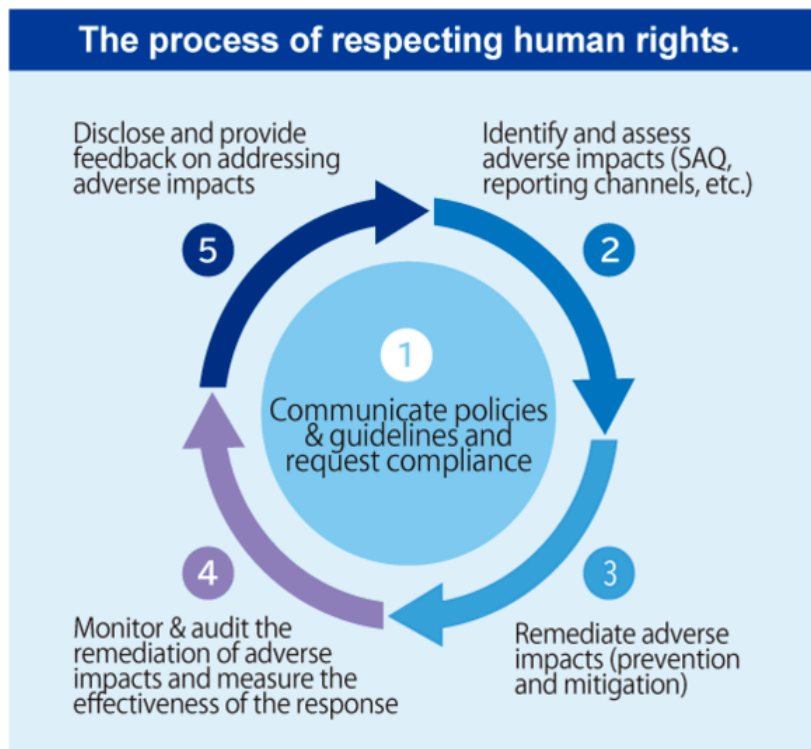 The process of respecting human rights.
1
Communicate policies
& guidelines and
request compliance
2
Identify and assess
adverse impacts (SAQ,
reporting channels, etc.)
3
Remediate adverse
impacts (prevention
and mitigation)
4
Monitor & audit the
remediation of adverse
impacts and measure the
effectiveness of the response
5
Disclose and provide
feedback on addressing
adverse impacts